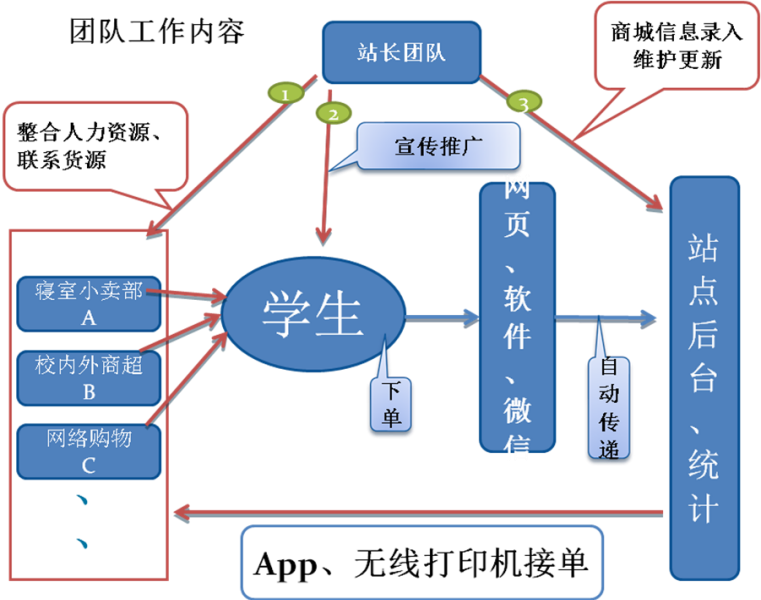 团队工作内容
站长团队
商城信息录入
维护更新
1
2
3
整合人力资源、
联系货源
宣传推广
寝室小卖部
A
校内外商超
B
网络购物
C
、
、
学生
下
单
网
页
、
软
件
、
微
信
自
动
传
递
站
点
后
台
、
统
计
App、无线打印机接单